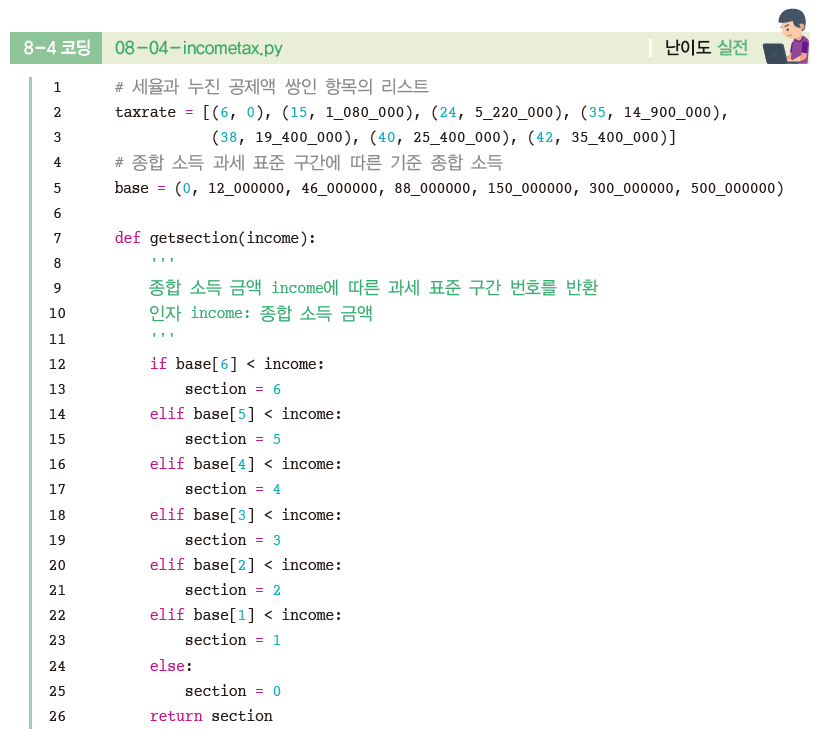 8-4 코딩 08-04-incometax.py 난이도 실전
1 # 세율과 누진 공제액 쌍인 항목의 리스트
2 taxrate = [(6, 0), (15, 1_080_000), (24, 5_220_000), (35, 14_900_000),
3 (38, 19_400_000), (40, 25_400_000), (42, 35_400_000)]
4 # 종합 소득 과세 표준 구간에 따른 기준 종합 소득
5 base = (0, 12_000000, 46_000000, 88_000000, 150_000000, 300_000000, 500_000000)
6
7 def getsection(income):
8 '''
9 종합 소득 금액 income에 따른 과세 표준 구간 번호를 반환
10 인자 income: 종합 소득 금액
11 '''
12 if base[6] < income:
13 section = 6
14 elif base[5] < income:
15 section = 5
16 elif base[4] < income:
17 section = 4
18 elif base[3] < income:
19 section = 3
20 elif base[2] < income:
21 section = 2
22 elif base[1] < income:
23 section = 1
24 else:
25 section = 0
26 return section